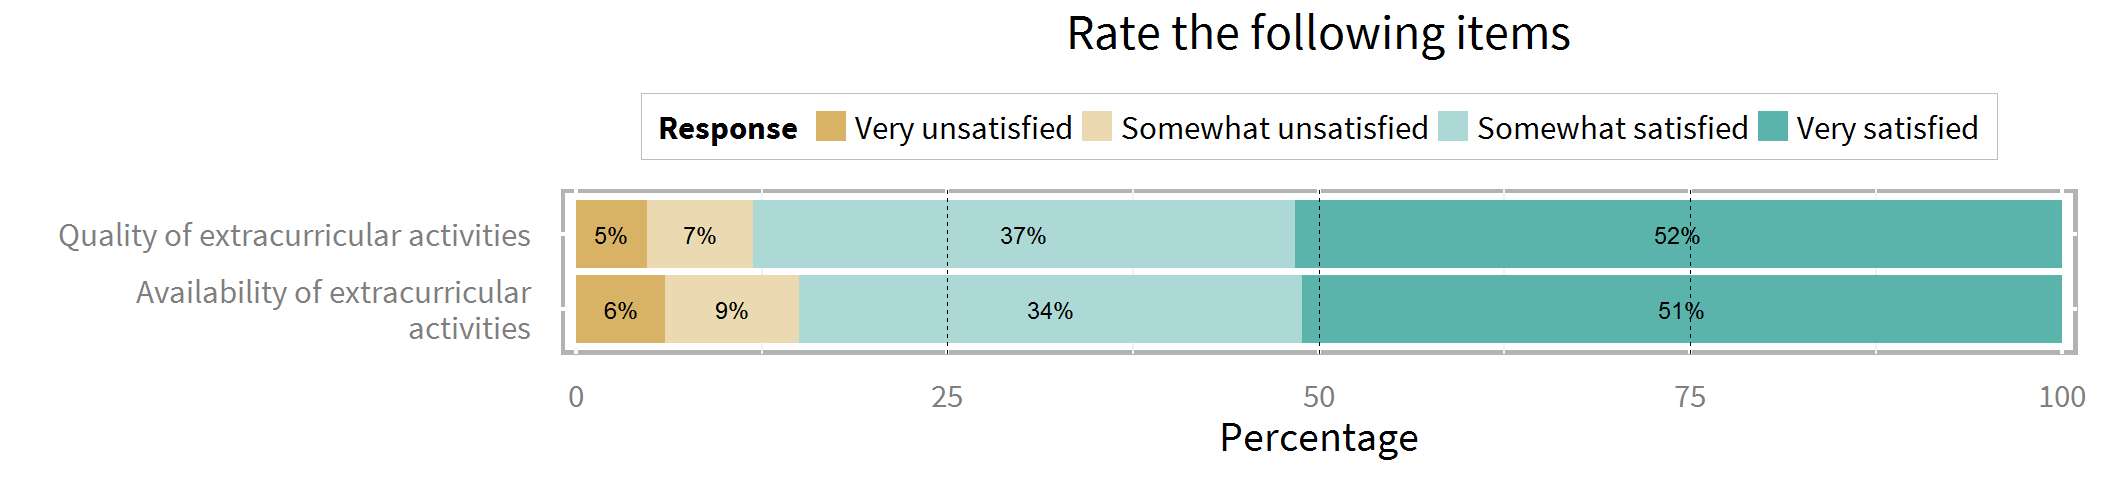 Rate the following items
Response Very unsatisfied Somewhat unsatisfied Somewhat satisfied Very satisfied
Quality of extracurricular activities 5% 7% 37% 52%
Availability of extracurricular
activities
6% 9% 34% 51%
0 25 50 75 100
Percentage